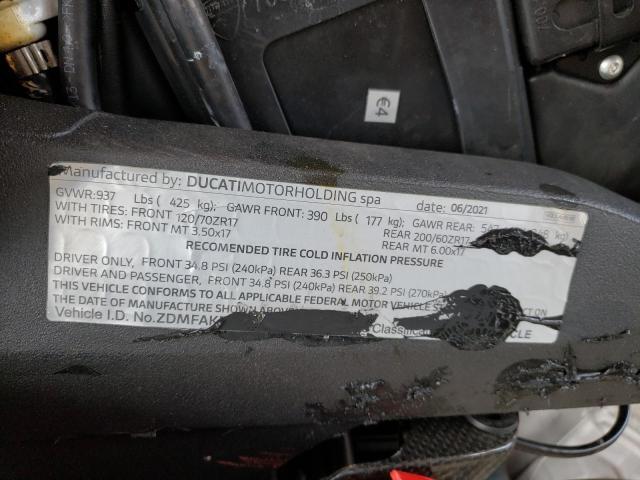 E4
Manufactured by: DUCATIMOTORHOLDING spa date: 06/2021
GVWR:937 Lbs ( 425 kg); GAWR FRONT: 390 Lbs ( 177 kg); GAWR REAR: kg)
WITH TIRES: FRONT 120/70ZR17 REAR 200/60ZR17
WITH RIMS: FRONT MT 3.50x17 REAR MT 6.00x17
RECOMENDED TIRE COLD INFLATION PRESSURE
DRIVER ONLY, FRONT 34.8 PSI (240kPa) REAR 36.3 PSI (250kPa)
DRIVER AND PASSENGER, FRONT 34.8 PSI (240kPa) REAR 39.2 PSI (270kPa)
THIS VEHICLE CONFORMS TO ALL APPLICABLE FEDERAL MOTOR VEHICLE ON
THE DATE OF MANUFACTURE SHOWN
Vehicle I.D. No.ZDMFAK